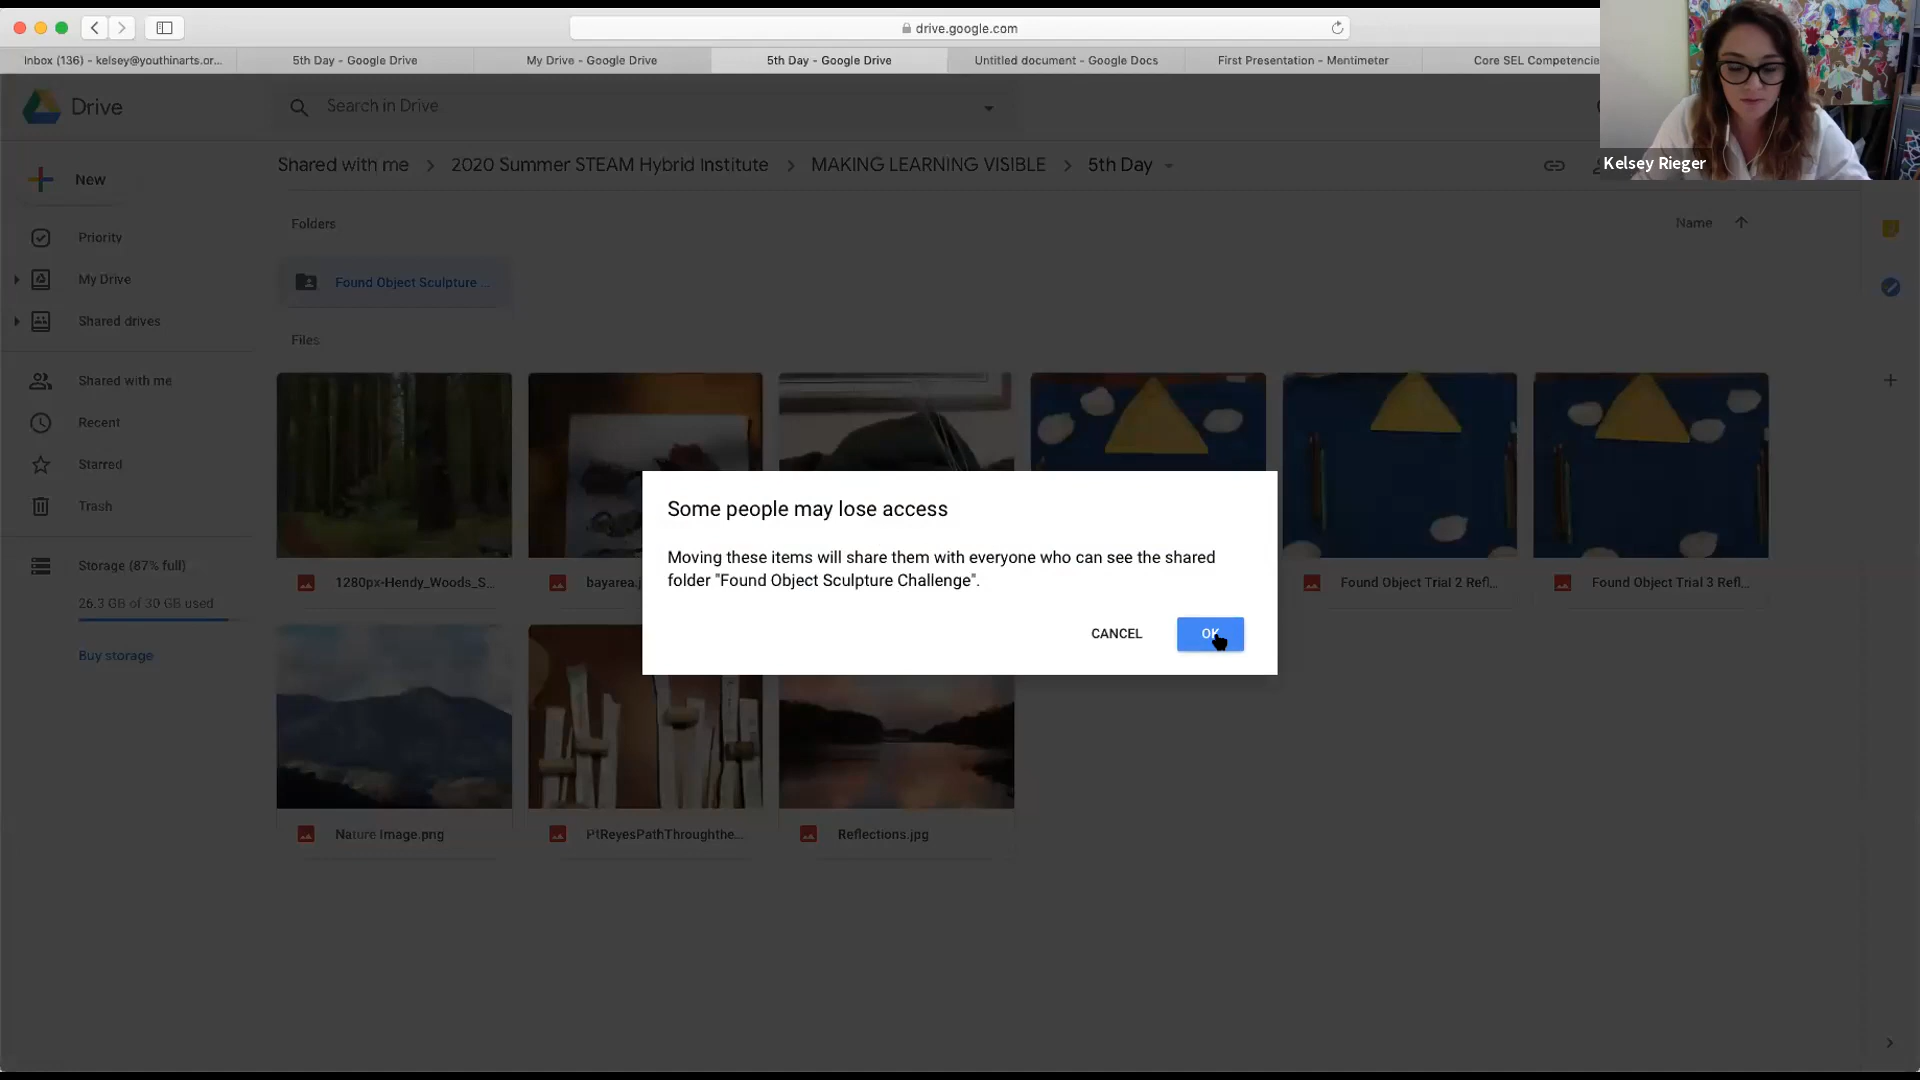 drive.google.com
Inbox (136) - kelsey@youthinarts.or...
5th Day - Google Drive
My Drive - Google Drive
5th Day - Google Drive
Untitled document - Google Docs
First Presentation - Mentimeter
Core SEL Competencie
Drive
Search in Drive
Kelsey Rieger
Shared with me > 2020 Summer STEAM Hybrid Institute > MAKING LEARNING VISIBLE > 5th Day
New
Priority
My Drive
Shared drives
Shared with me
Recent
Starred
Trash
Storage (87% full)
26.3 GB of 30 GB used
Buy storage
Folders
Name
Found Object Sculpture ...
Files
1280px-Hendy_Woods_S...
bayarea.j
Found Object Trial 2 Refl...
Found Object Trial 3 Refl...
Nature Image.png
PtReyesPathThroughthe...
Reflections.jpg
Some people may lose access
Moving these items will share them with everyone who can see the shared
folder "Found Object Sculpture Challenge".
CANCEL
OK